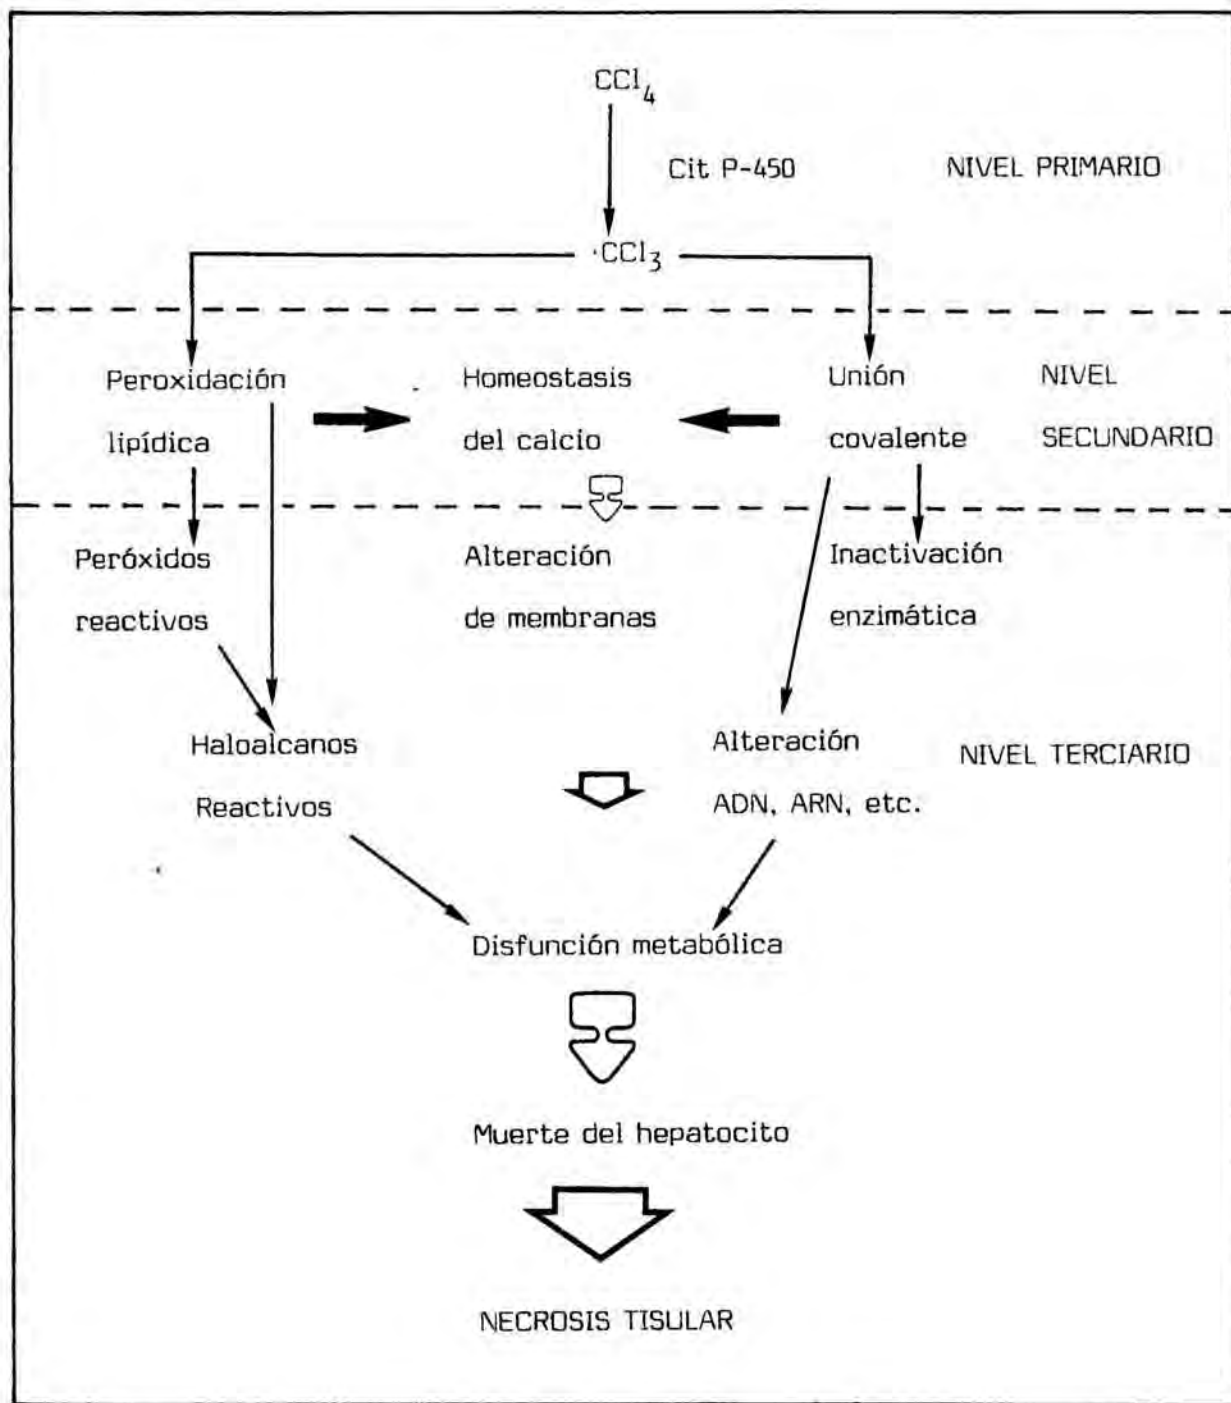 CCl4
Cit P-450
NIVEL PRIMARIO
·CCl3
Peroxidación
lipídica
Homeostasis
del calcio
Unión
covalente
NIVEL
SECUNDARIO
Peróxidos
reactivos
Alteración
de membranas
Inactivación
enzimática
Haloalcanos
Reactivos
Alteración
ADN, ARN, etc.
NIVEL TERCIARIO
Disfunción metabólica
Muerte del hepatocito
NECROSIS TISULAR